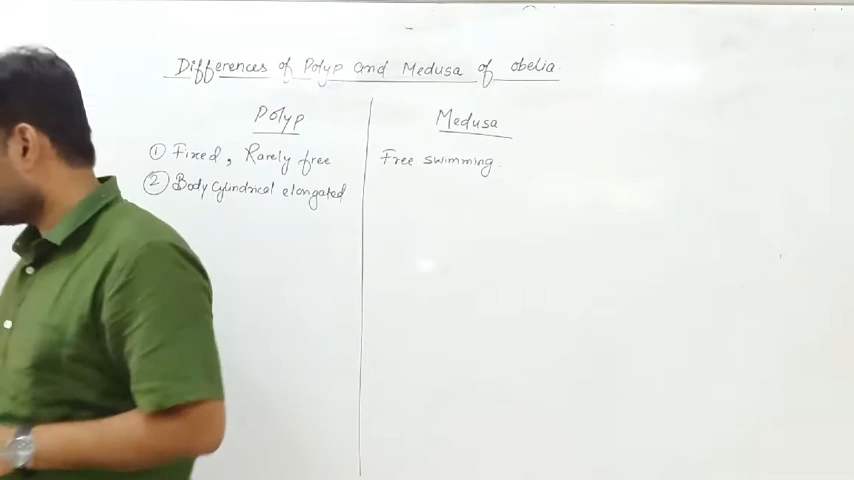 Differences of Polyp and Medusa of obelia.
Polyp
Medusa
① Fixed, Rarely free
Free swimming.
② Body Cylindrical elongated